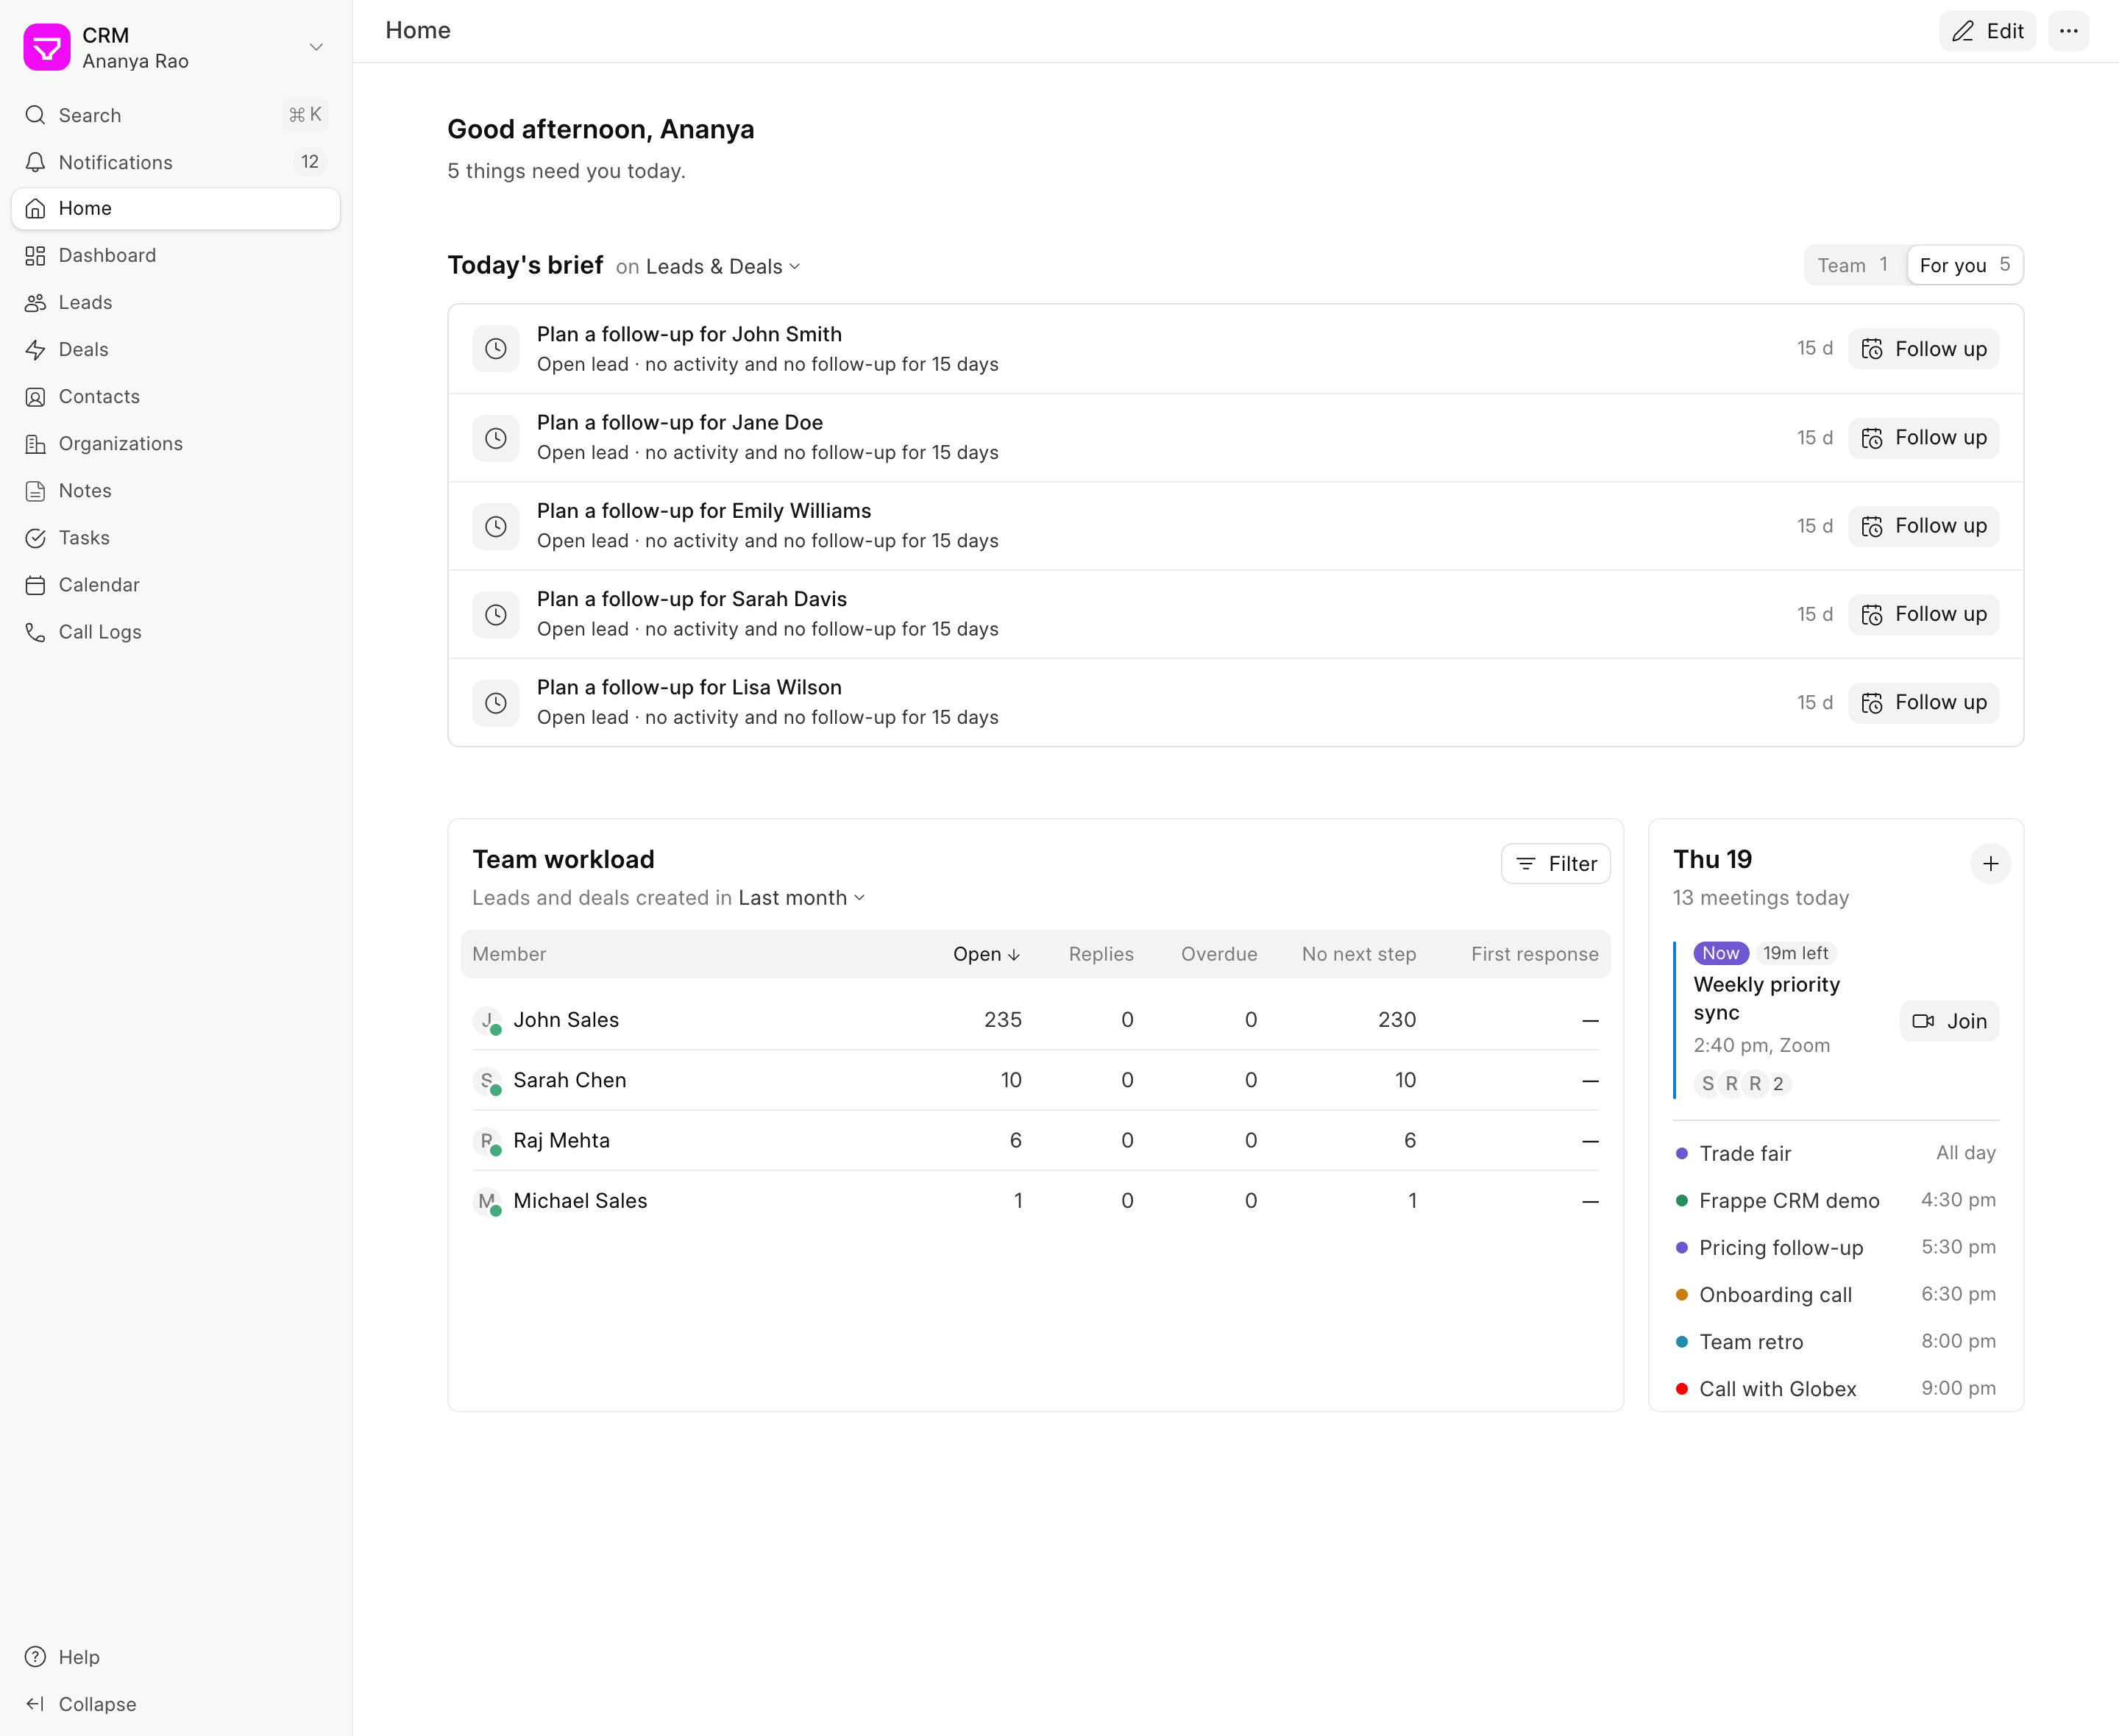 CRM
Ananya Rao
Search ⌘ K
Notifications 12
Home
Dashboard
Leads
Deals
Contacts
Organizations
Notes
Tasks
Calendar
Call Logs
Help
Collapse
Home
Edit
Good afternoon, Ananya
5 things need you today.
Today's brief on Leads & Deals
Team 1 For you 5
Plan a follow-up for John Smith
Open lead · no activity and no follow-up for 15 days
15 d Follow up
Plan a follow-up for Jane Doe
Open lead · no activity and no follow-up for 15 days
15 d Follow up
Plan a follow-up for Emily Williams
Open lead · no activity and no follow-up for 15 days
15 d Follow up
Plan a follow-up for Sarah Davis
Open lead · no activity and no follow-up for 15 days
15 d Follow up
Plan a follow-up for Lisa Wilson
Open lead · no activity and no follow-up for 15 days
15 d Follow up
Team workload
Filter
Leads and deals created in Last month
Member Open ↓ Replies Overdue No next step First response
J John Sales 235 0 0 230 —
S Sarah Chen 10 0 0 10 —
R Raj Mehta 6 0 0 6 —
M Michael Sales 1 0 0 1 —
Thu 19
13 meetings today
Now 19m left
Weekly priority
sync
2:40 pm, Zoom
S R R 2
Join
Trade fair All day
Frappe CRM demo 4:30 pm
Pricing follow-up 5:30 pm
Onboarding call 6:30 pm
Team retro 8:00 pm
Call with Globex 9:00 pm